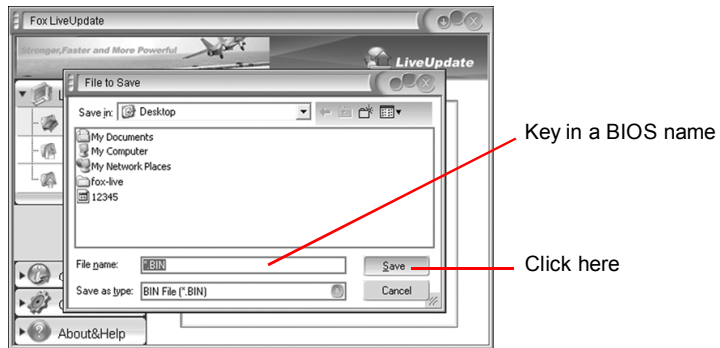 Fox LiveUpdate
Stronger,Faster and More Powerful
LiveUpdate
File to Save
Save in: Desktop
My Documents
My Computer
My Network Places
fox-live
12345
Key in a BIOS name
File name: *.BIN
Save
Click here
Save as type: BIN File (*.BIN)
Cancel
About&Help